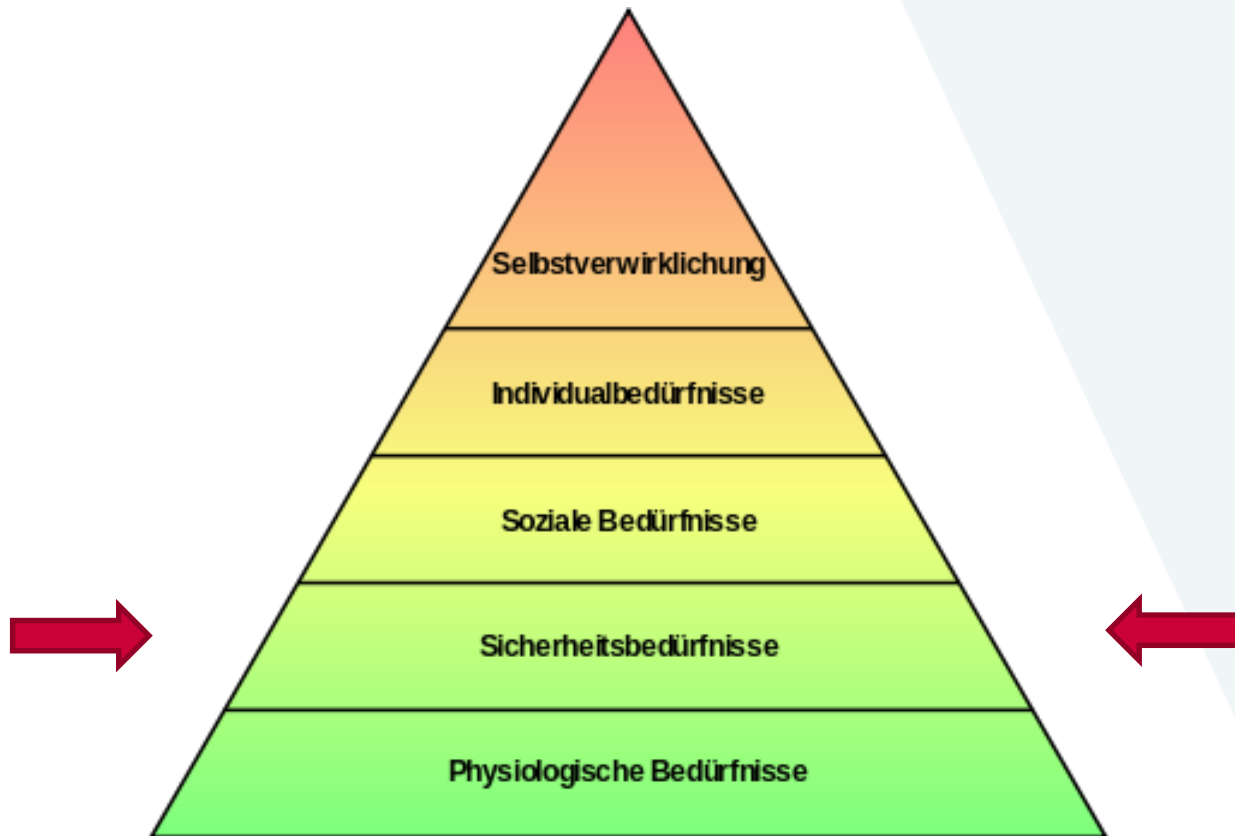 Selbstverwirklichung
Individualbedürfnisse
Soziale Bedürfnisse
Sicherheitsbedürfnisse
Physiologische Bedürfnisse